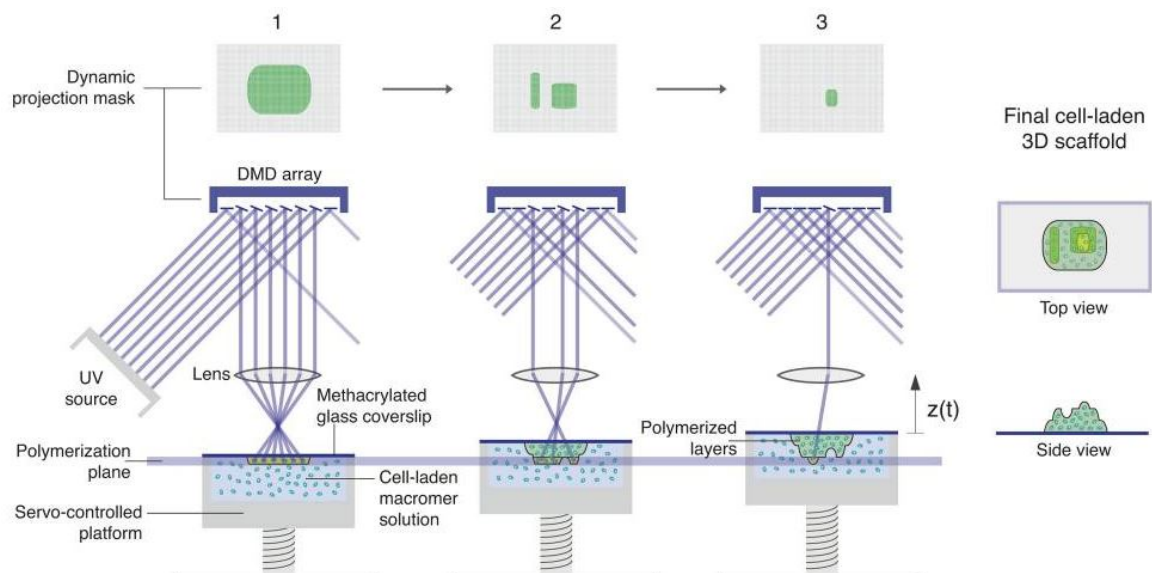 1
2
3
Dynamic
projection mask
DMD array
Final cell-laden
3D scaffold
Top view
UV
source
Lens
Methacrylated
glass coverslip
Polymerized
layers
z(t)
Side view
Polymerization
plane
Cell-laden
macromer
solution
Servo-controlled
platform